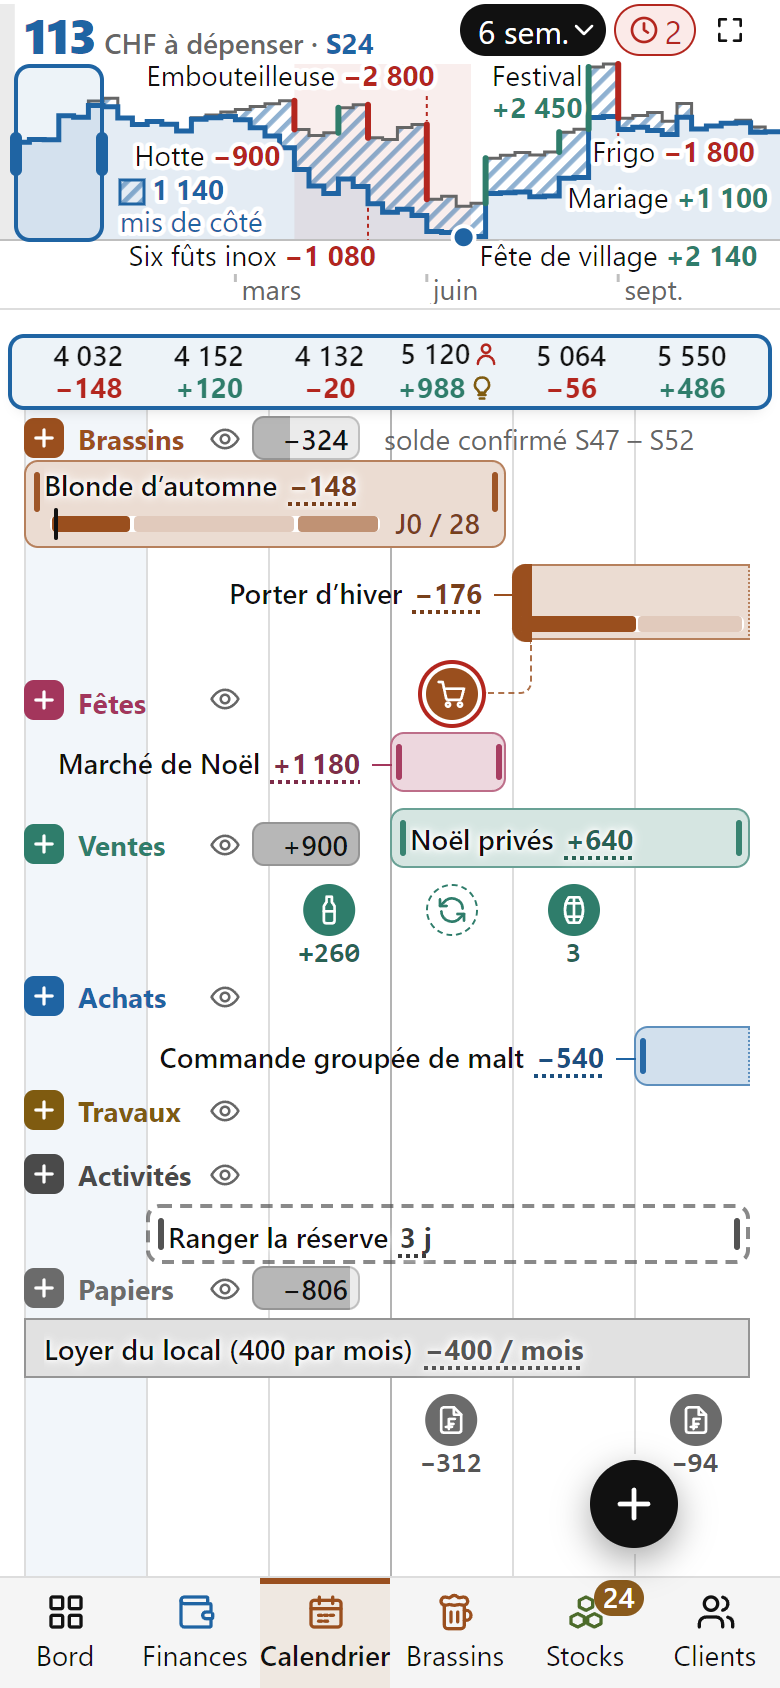 113 CHF à dépenser · S24
6 sem.
2
Embouteilleuse −2 800
Festival
+2 450
Hotte −900
Frigo −1 800
1 140
mis de côté
Mariage +1 100
Six fûts inox −1 080
Fête de village +2 140
mars
juin
sept.
4 032 4 152 4 132 5 120 5 064 5 550
−148 +120 −20 +988 −56 +486
Brassins −324 solde confirmé S47 – S52
Blonde d’automne −148
J0 / 28
Porter d’hiver −176
Fêtes
Marché de Noël +1 180
Ventes +900
Noël privés +640
+260
3
Achats
Commande groupée de malt −540
Travaux
Activités
Ranger la réserve 3 j
Papiers −806
Loyer du local (400 par mois) −400 / mois
−312
−94
24
Bord Finances Calendrier Brassins Stocks Clients